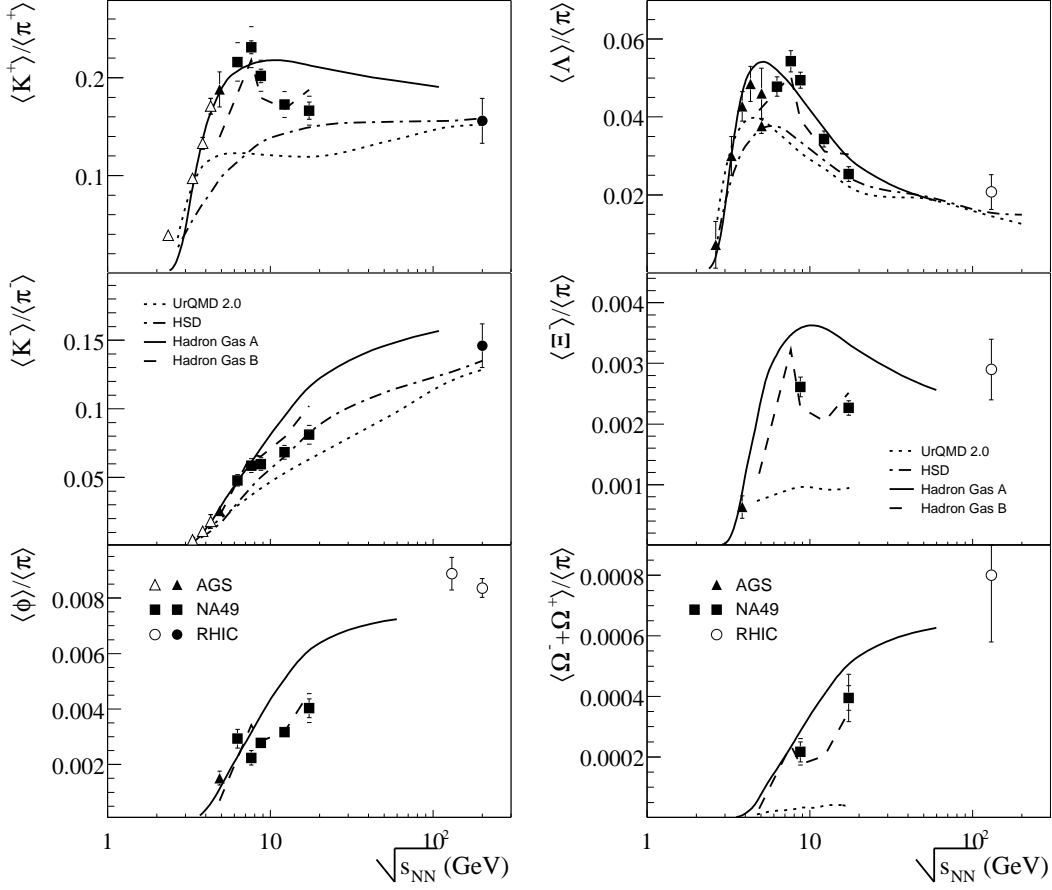 ⟨K⁺⟩/⟨π⁺⟩
0.2
0.1
⟨Λ⟩/⟨π⟩
0.06
0.04
0.02
0
⟨K⁻⟩/⟨π⁻⟩
0.15
0.1
0.05
UrQMD 2.0
HSD
Hadron Gas A
Hadron Gas B
⟨Ξ⁻⟩/⟨π⟩
0.004
0.003
0.002
0.001
0
UrQMD 2.0
HSD
Hadron Gas A
Hadron Gas B
⟨ϕ⟩/⟨π⟩
0.008
0.006
0.004
0.002
AGS
NA49
RHIC
1
10
10²
√s_NN (GeV)
⟨Ω⁻+Ω⁺⟩/⟨π⟩
0.0008
0.0006
0.0004
0.0002
0
AGS
NA49
RHIC
1
10
10²
√s_NN (GeV)